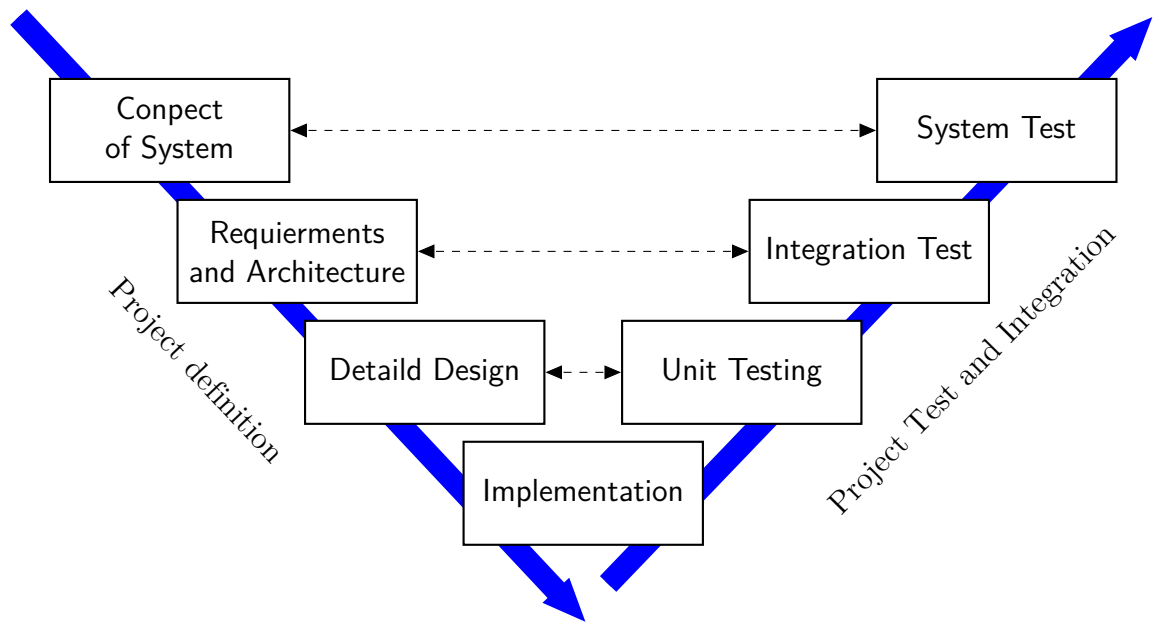 Conpect
of System
System Test
Requierments
and Architecture
Integration Test
Project definition
Project Test and Integration
Detaild Design
Unit Testing
Implementation